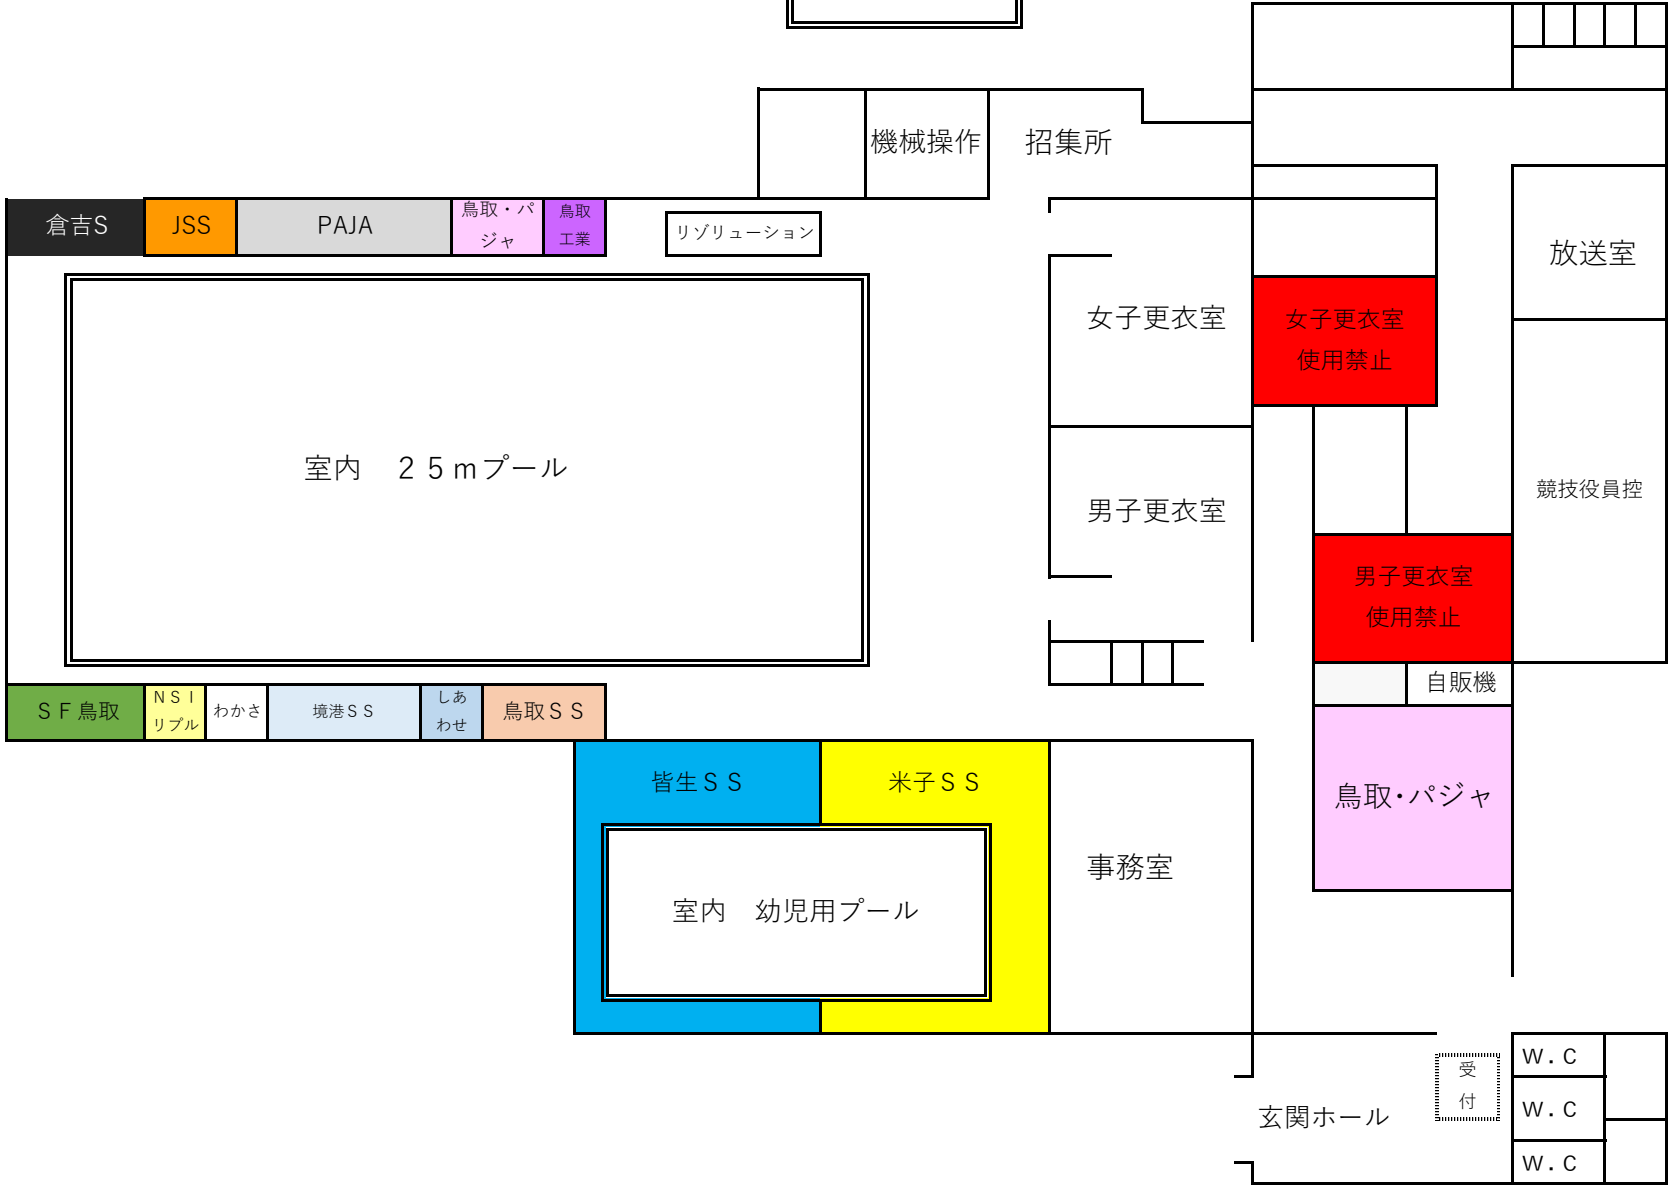 機械操作
招集所
倉吉S
JSS
PAJA
鳥取・パ
ジャ
鳥取
工業
リゾリューション
放送室
女子更衣室
女子更衣室
使用禁止
室内　２５ｍプール
競技役員控
男子更衣室
男子更衣室
使用禁止
自販機
ＳＦ鳥取
ＮＳＩ
リプル
わかさ
境港ＳＳ
しあ
わせ
鳥取ＳＳ
皆生ＳＳ
米子ＳＳ
鳥取・パジャ
事務室
室内　幼児用プール
受
付
玄関ホール
W.C
W.C
W.C